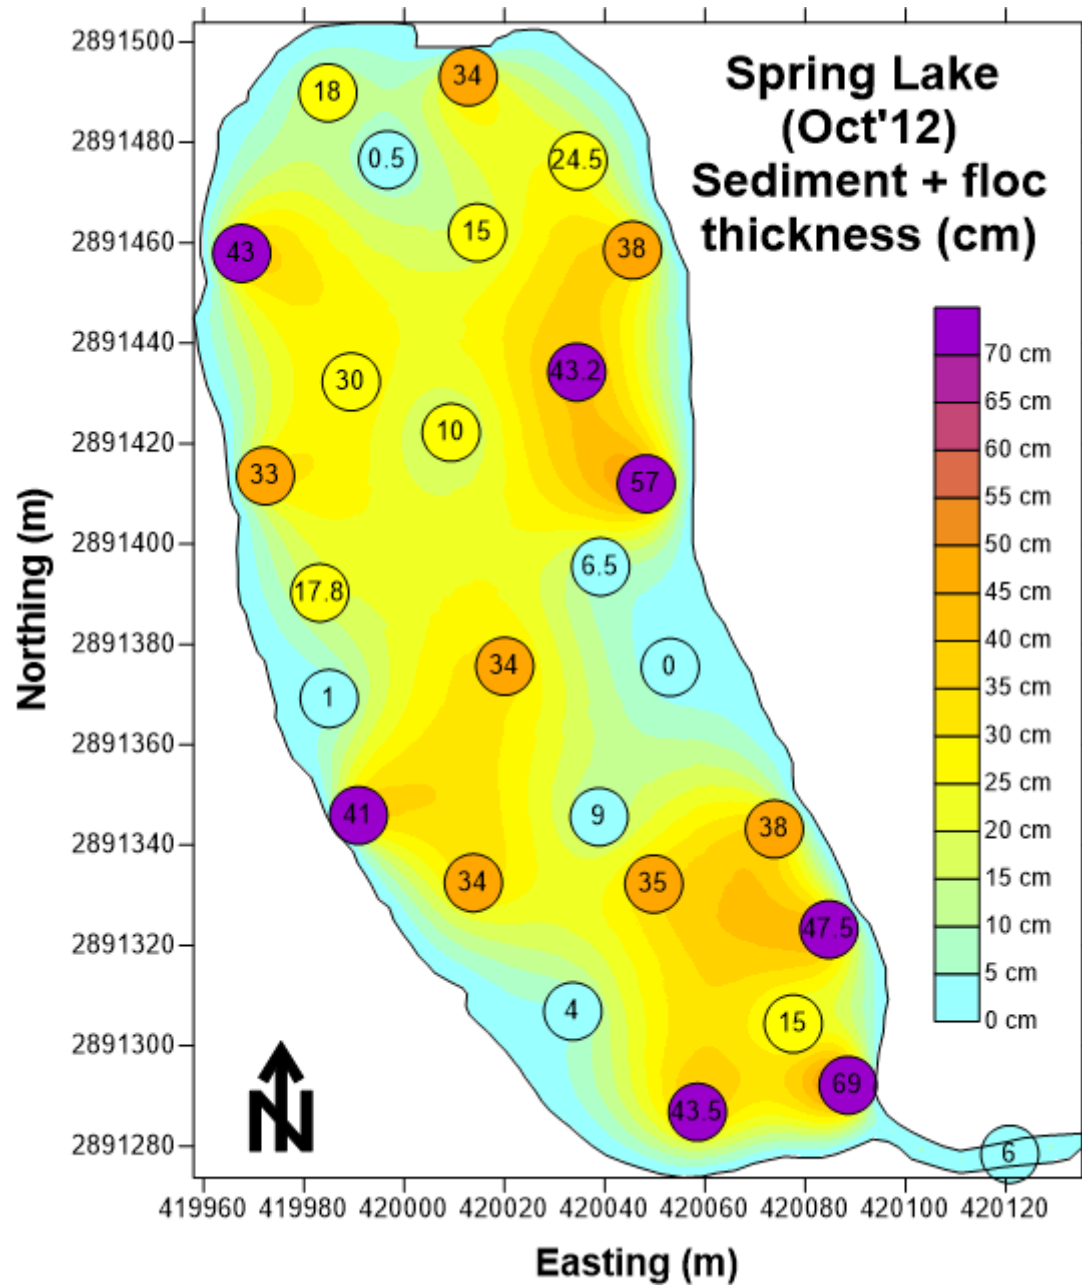 Spring Lake
(Oct'12)
Sediment + floc
thickness (cm)
2891500
2891480
2891460
2891440
2891420
2891400
2891380
2891360
2891340
2891320
2891300
2891280
Northing (m)
34
18
0.5
24.5
15
38
43
43.2
30
10
33
57
6.5
17.8
34
0
1
41
9
38
34
35
47.5
4
15
69
43.5
6
70 cm
65 cm
60 cm
55 cm
50 cm
45 cm
40 cm
35 cm
30 cm
25 cm
20 cm
15 cm
10 cm
5 cm
0 cm
N
419960 419980 420000 420020 420040 420060 420080 420100 420120
Easting (m)